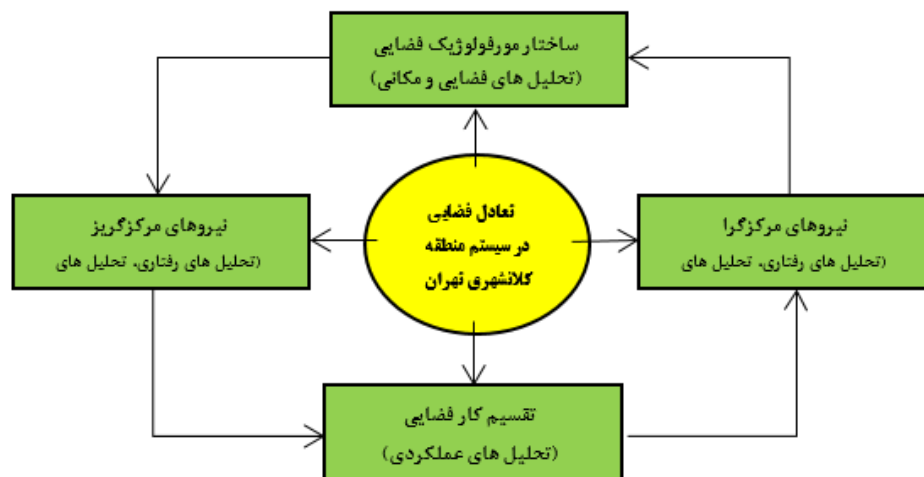 ساختار مورفولوژیک فضایی
(تحلیل های فضایی و مکانی)
نیروهای مرکزگرا
(تحلیل های رفتاری، تحلیل های
تعادل فضایی
در سیستم منطقه
کلانشهری تهران
نیروهای مرکزگریز
(تحلیل های رفتاری، تحلیل های
تقسیم کار فضایی
(تحلیل های عملکردی)